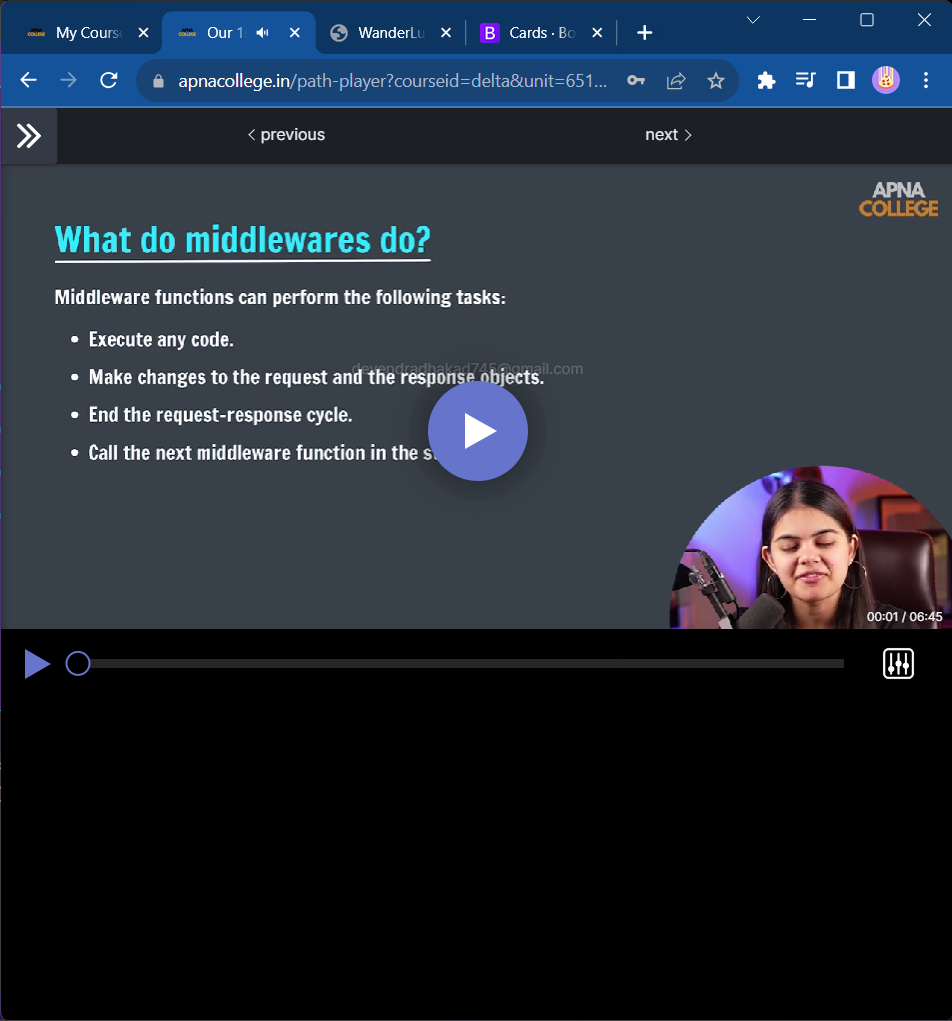 My Cours
Our 1
WanderLu
Cards · Bo
apnacollege.in/path-player?courseid=delta&unit=651...
previous
next
APNA
COLLEGE
What do middlewares do?
Middleware functions can perform the following tasks:
Execute any code.
devendradhakad745@gmail.com
Make changes to the request and the response objects.
End the request-response cycle.
Call the next middleware function in the
00:01 / 06:45